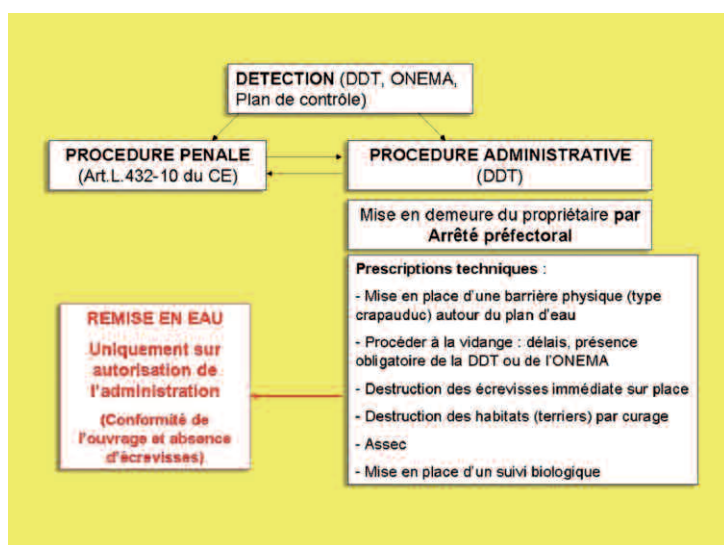 DETECTION (DDT, ONEMA,
Plan de contrôle)
PROCEDURE PENALE
(Art.L.432-10 du CE)
PROCEDURE ADMINISTRATIVE
(DDT)
Mise en demeure du propriétaire par
Arrêté préfectoral
Prescriptions techniques :
- Mise en place d'une barrière physique (type
crapauduc) autour du plan d'eau
- Procéder à la vidange : délais, présence
obligatoire de la DDT ou de l'ONEMA
- Destruction des écrevisses immédiate sur place
- Destruction des habitats (terriers) par curage
- Assec
- Mise en place d'un suivi biologique
REMISE EN EAU
Uniquement sur
autorisation de
l'administration
(Conformité de
l'ouvrage et absence
d'écrevisses)